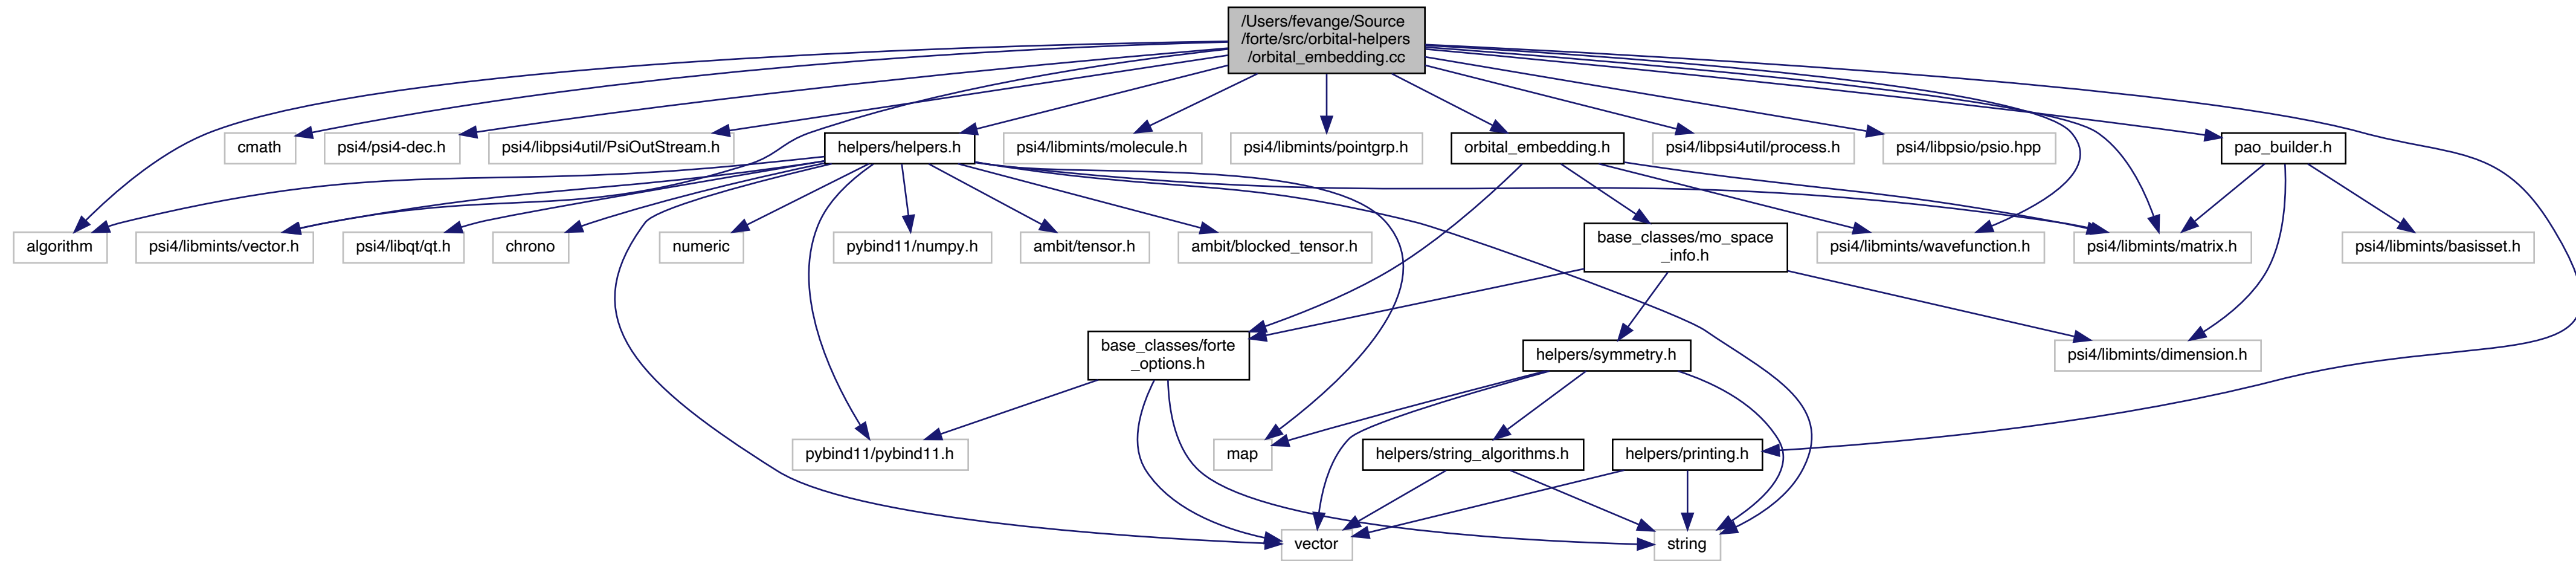 /Users/fevange/Source
/forte/src/orbital-helpers
/orbital_embedding.cc
cmath
psi4/psi4-dec.h
psi4/libpsi4util/PsiOutStream.h
helpers/helpers.h
psi4/libmints/molecule.h
psi4/libmints/pointgrp.h
orbital_embedding.h
psi4/libpsi4util/process.h
psi4/libpsio/psio.hpp
pao_builder.h
algorithm
psi4/libmints/vector.h
psi4/libqt/qt.h
chrono
numeric
pybind11/numpy.h
ambit/tensor.h
ambit/blocked_tensor.h
base_classes/mo_space
_info.h
psi4/libmints/wavefunction.h
psi4/libmints/matrix.h
psi4/libmints/basisset.h
base_classes/forte
_options.h
helpers/symmetry.h
psi4/libmints/dimension.h
pybind11/pybind11.h
map
helpers/string_algorithms.h
helpers/printing.h
vector
string